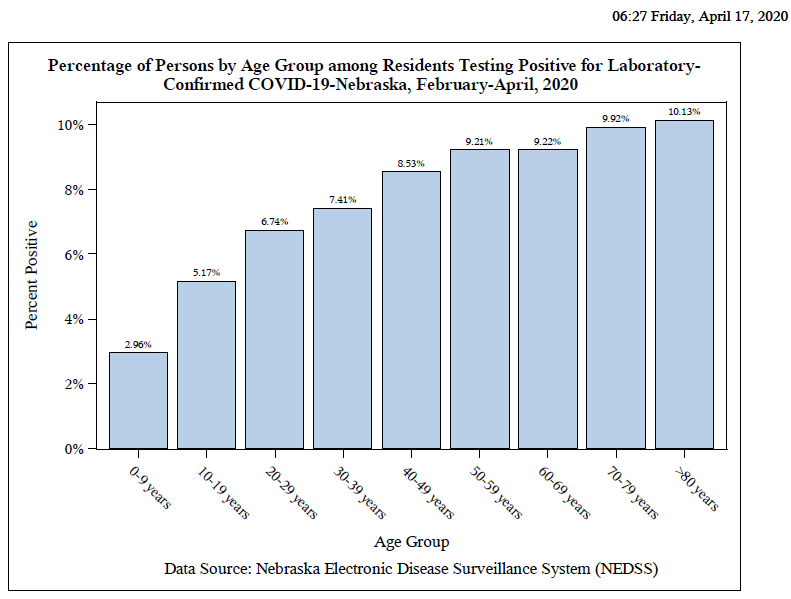 06:27 Friday, April 17, 2020
Percentage of Persons by Age Group among Residents Testing Positive for Laboratory-
Confirmed COVID-19-Nebraska, February-April, 2020
Percent Positive
10%
8%
6%
4%
2%
0%
2.96%
5.17%
6.74%
7.41%
8.53%
9.21%
9.22%
9.92%
10.13%
0-9 years
10-19 years
20-29 years
30-39 years
40-49 years
50-59 years
60-69 years
70-79 years
>80 years
Age Group
Data Source: Nebraska Electronic Disease Surveillance System (NEDSS)